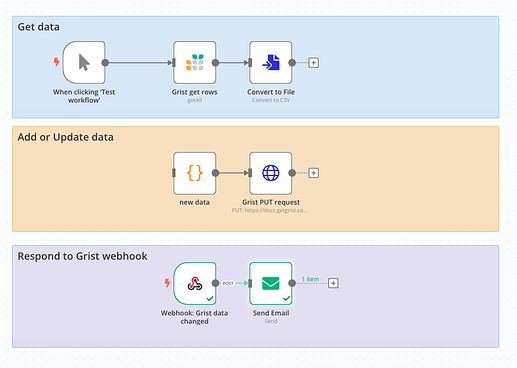 Get data
When clicking ‘Test
workflow’
Grist get rows
getAll
Convert to File
Convert to CSV
Add or Update data
new data
Grist PUT request
PUT: https://docs.getgrist.co...
Respond to Grist webhook
POST
1 item
Webhook: Grist data
changed
Send Email
Send